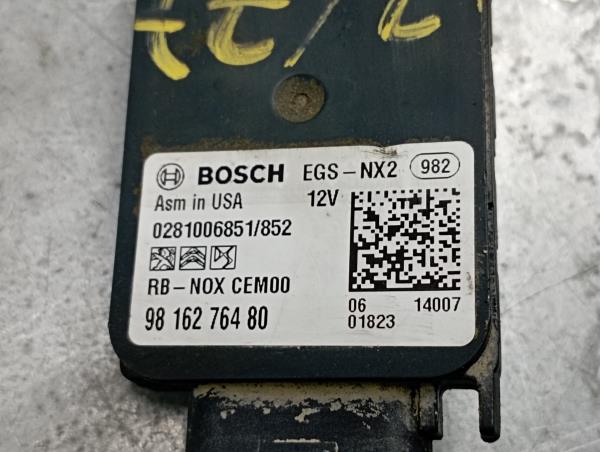 BOSCH EGS-NX2 982
Asm in USA 12V
0281006851/852
RB-NOX CEM00
98 162 764 80
06 14007
01823